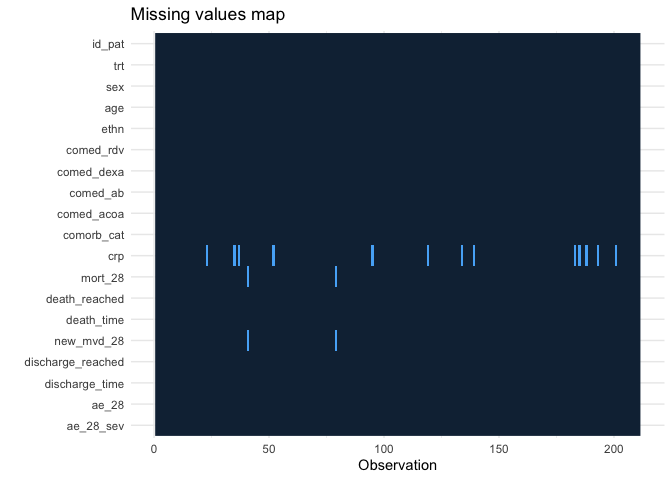 Missing values map
id_pat
trt
sex
age
ethn
comed_rdv
comed_dexa
comed_ab
comed_acoa
comorb_cat
crp
mort_28
death_reached
death_time
new_mvd_28
discharge_reached
discharge_time
ae_28
ae_28_sev
0 50 100 150 200
Observation